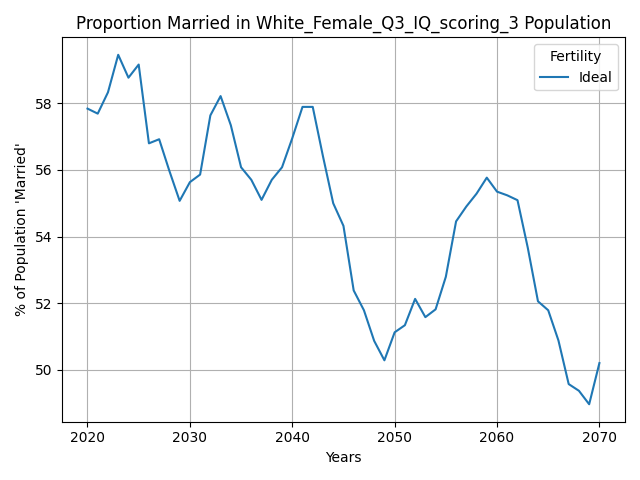 Proportion Married in White_Female_Q3_IQ_scoring_3 Population
Fertility
Ideal
% of Population 'Married'
58
56
54
52
50
2020 2030 2040 2050 2060 2070
Years